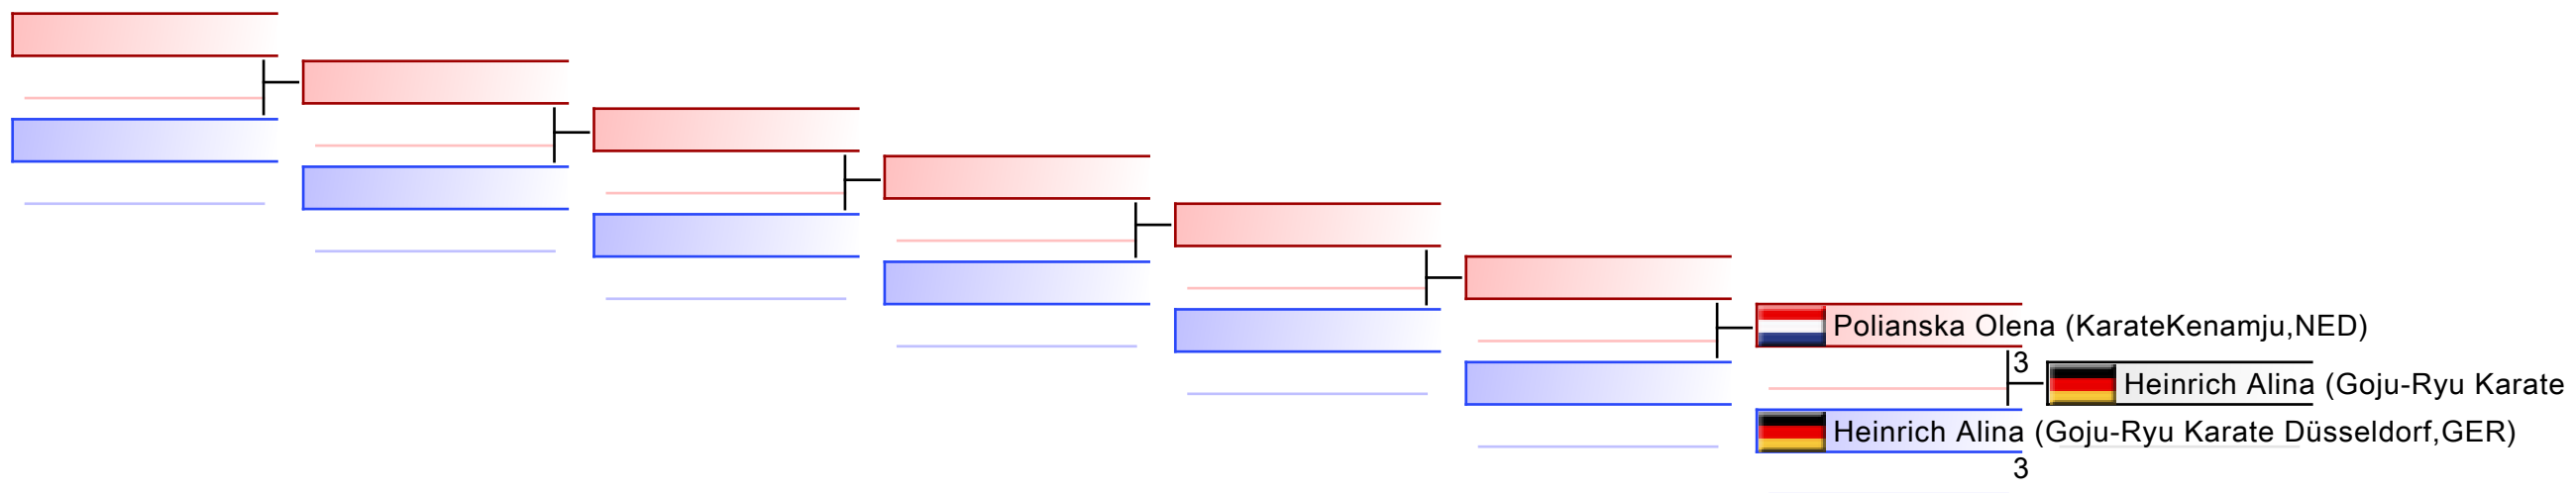 Polianska Olena (KarateKenamju,NED)
3
Heinrich Alina (Goju-Ryu Karate
Heinrich Alina (Goju-Ryu Karate Düsseldorf,GER)
3